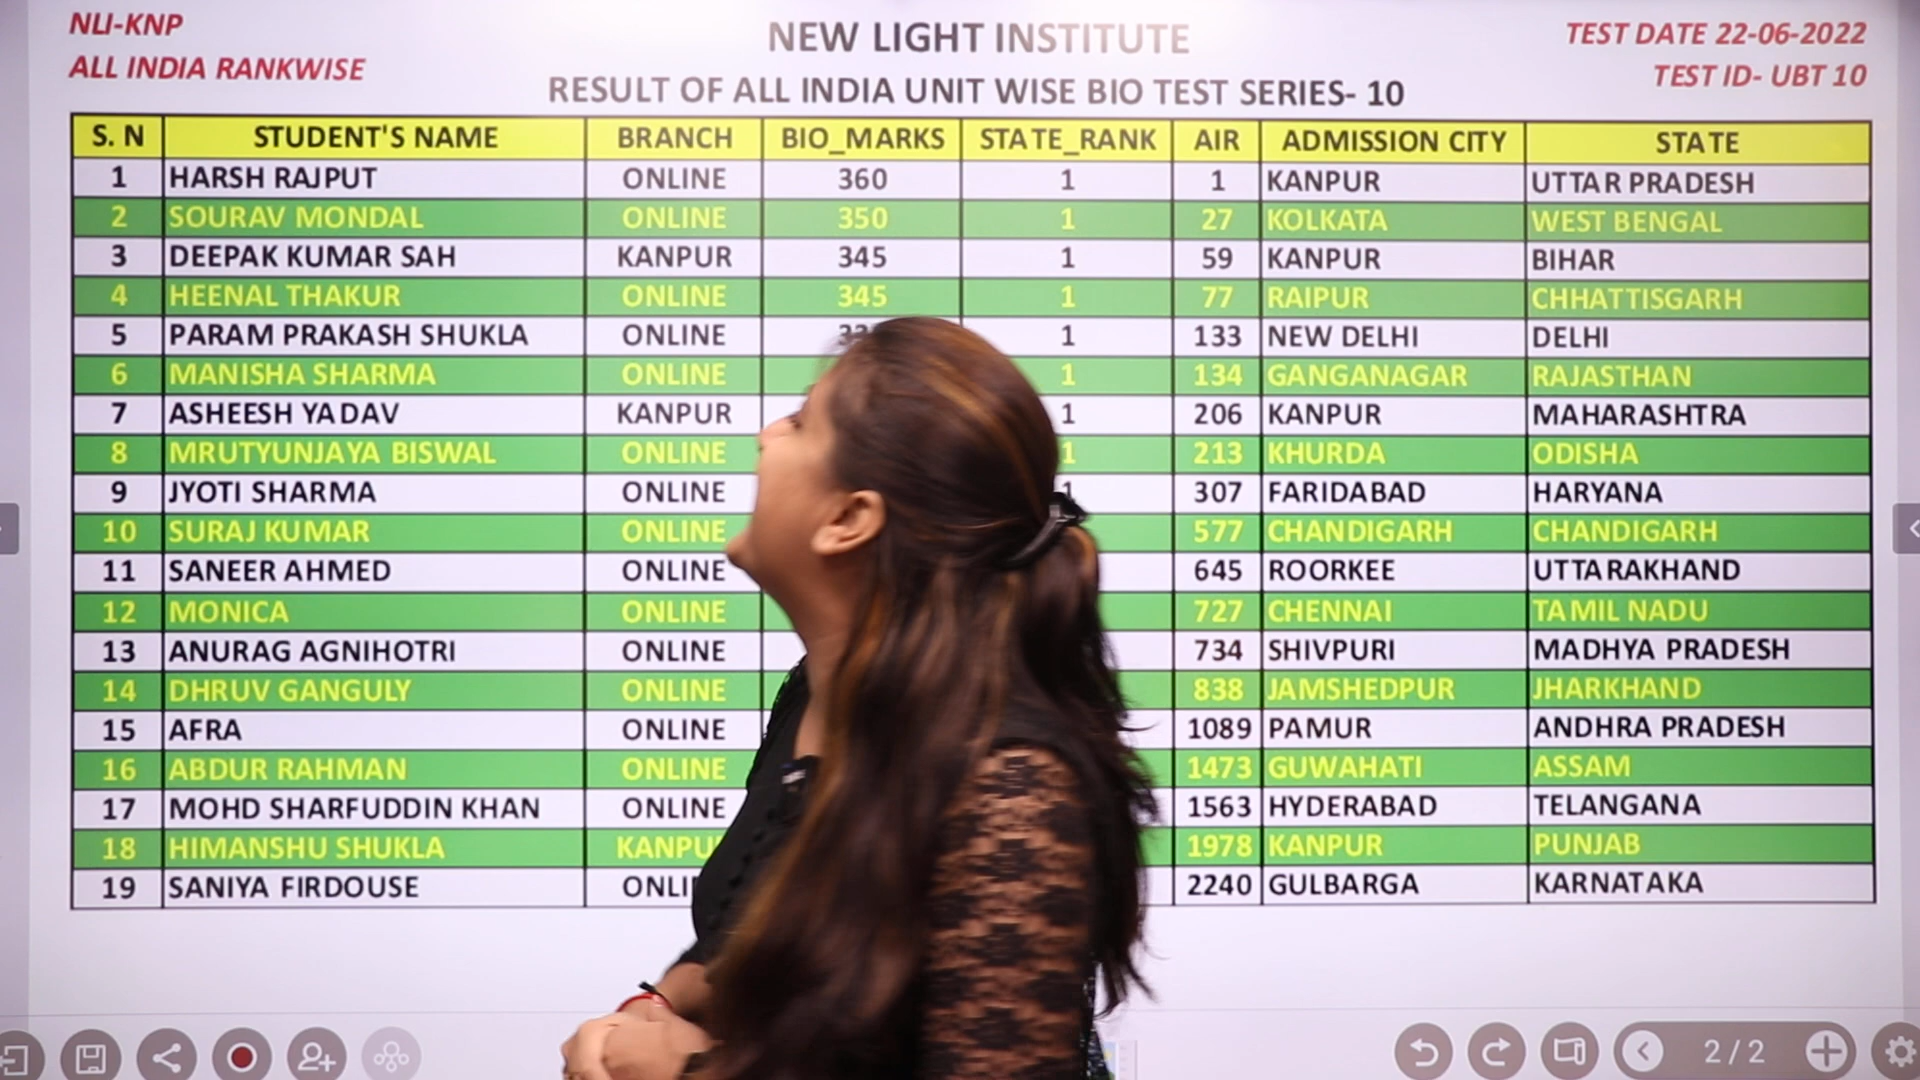 NLI-KNP
ALL INDIA RANKWISE
NEW LIGHT INSTITUTE
RESULT OF ALL INDIA UNIT WISE BIO TEST SERIES- 10
TEST DATE 22-06-2022
TEST ID- UBT 10
S. N STUDENT'S NAME BRANCH BIO_MARKS STATE_RANK AIR ADMISSION CITY STATE
1 HARSH RAJPUT ONLINE 360 1 1 KANPUR UTTAR PRADESH
2 SOURAV MONDAL ONLINE 350 1 27 KOLKATA WEST BENGAL
3 DEEPAK KUMAR SAH KANPUR 345 1 59 KANPUR BIHAR
4 HEENAL THAKUR ONLINE 345 1 77 RAIPUR CHHATTISGARH
5 PARAM PRAKASH SHUKLA ONLINE 1 133 NEW DELHI DELHI
6 MANISHA SHARMA ONLINE 1 134 GANGANAGAR RAJASTHAN
7 ASHEESH YADAV KANPUR 1 206 KANPUR MAHARASHTRA
8 MRUTYUNJAYA BISWAL ONLINE 1 213 KHURDA ODISHA
9 JYOTI SHARMA ONLINE 1 307 FARIDABAD HARYANA
10 SURAJ KUMAR ONLINE 577 CHANDIGARH CHANDIGARH
11 SANEER AHMED ONLINE 645 ROORKEE UTTARAKHAND
12 MONICA ONLINE 727 CHENNAI TAMIL NADU
13 ANURAG AGNIHOTRI ONLINE 734 SHIVPURI MADHYA PRADESH
14 DHRUV GANGULY ONLINE 838 JAMSHEDPUR JHARKHAND
15 AFRA ONLINE 1089 PAMUR ANDHRA PRADESH
16 ABDUR RAHMAN ONLINE 1473 GUWAHATI ASSAM
17 MOHD SHARFUDDIN KHAN ONLINE 1563 HYDERABAD TELANGANA
18 HIMANSHU SHUKLA KANPU 1978 KANPUR PUNJAB
19 SANIYA FIRDOUSE ONLI 2240 GULBARGA KARNATAKA
2/2